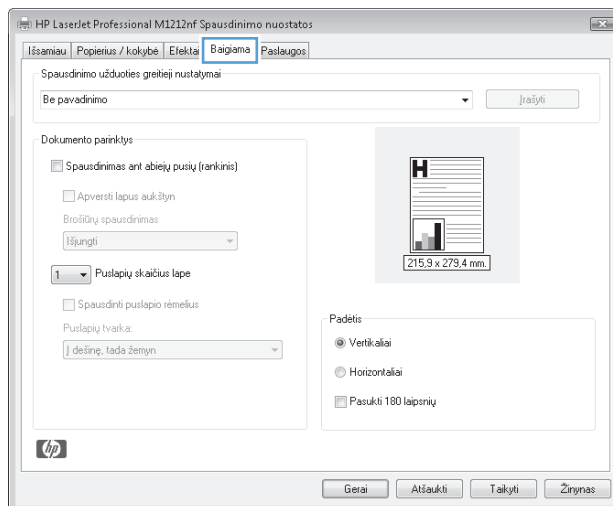 HP LaserJet Professional M1212nf Spausdinimo nuostatos
Išsamiau Popierius / kokybė Efektai Baigiama Paslaugos
Spausdinimo užduoties greitieji nustatymai
Be pavadinimo Įrašyti
Dokumento parinktys
Spausdinimas ant abiejų pusių (rankinis)
Apversti lapus aukštyn
Brošiūrų spausdinimas
Išjungti
1 Puslapių skaičius lape
Spausdinti puslapio rėmelius
Puslapių tvarka:
Į dešinę, tada žemyn
H
215,9 x 279,4 mm.
Padėtis
Vertikaliai
Horizontaliai
Pasukti 180 laipsnių
hp
Gerai Atšaukti Taikyti Žinynas